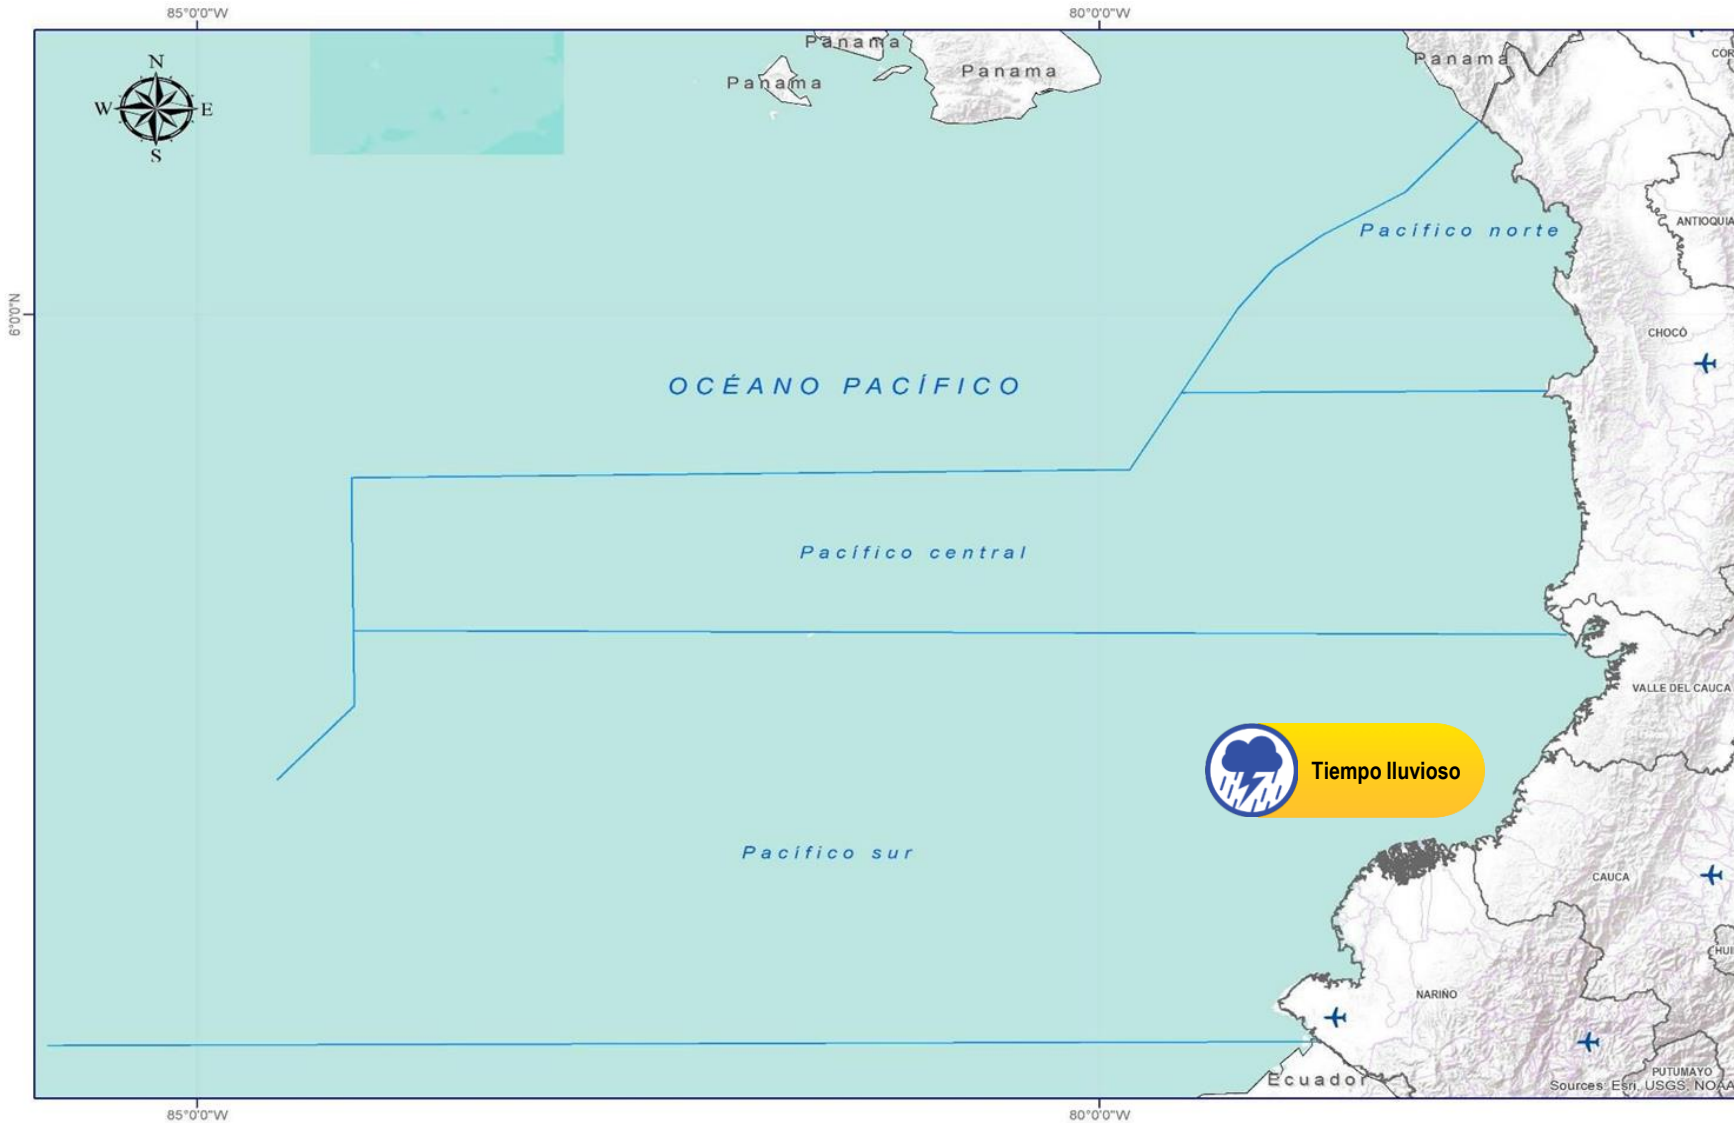 85°0'0"W
80°0'0"W
Panama
Panama
Panama
Panama
N
W
E
S
ANTIOQUIA
Pacífico norte
6°0'0"N
CHOCÓ
OCÉANO PACÍFICO
Pacífico central
VALLE DEL CAUCA
Tiempo lluvioso
Pacífico sur
CAUCA
NARIÑO
PUTUMAYO
Ecuador
Sources: Esri, USGS, NOAA
85°0'0"W
80°0'0"W